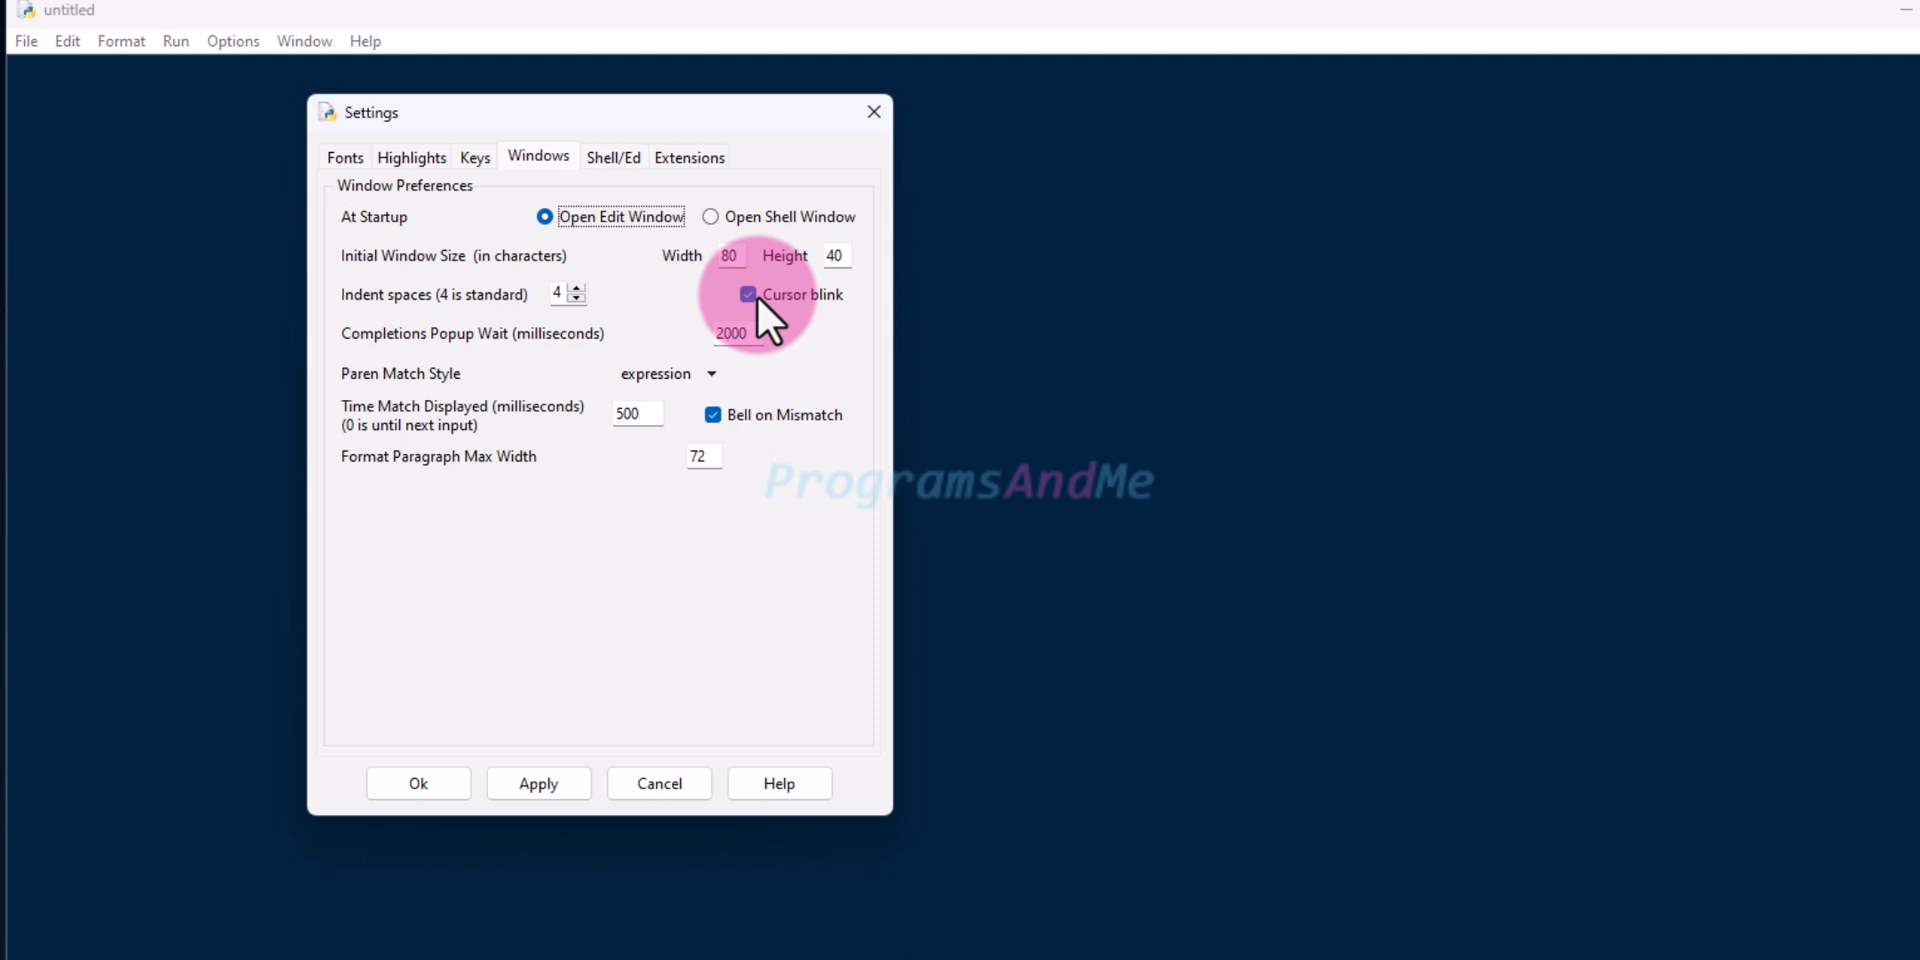 untitled
File Edit Format Run Options Window Help
Settings
Fonts Highlights Keys Windows Shell/Ed Extensions
Window Preferences
At Startup Open Edit Window Open Shell Window
Initial Window Size (in characters) Width 80 Height 40
Indent spaces (4 is standard) 4 Cursor blink
Completions Popup Wait (milliseconds) 2000
Paren Match Style expression
Time Match Displayed (milliseconds)
(0 is until next input) 500 Bell on Mismatch
Format Paragraph Max Width 72
ProgramsAndMe
Ok Apply Cancel Help